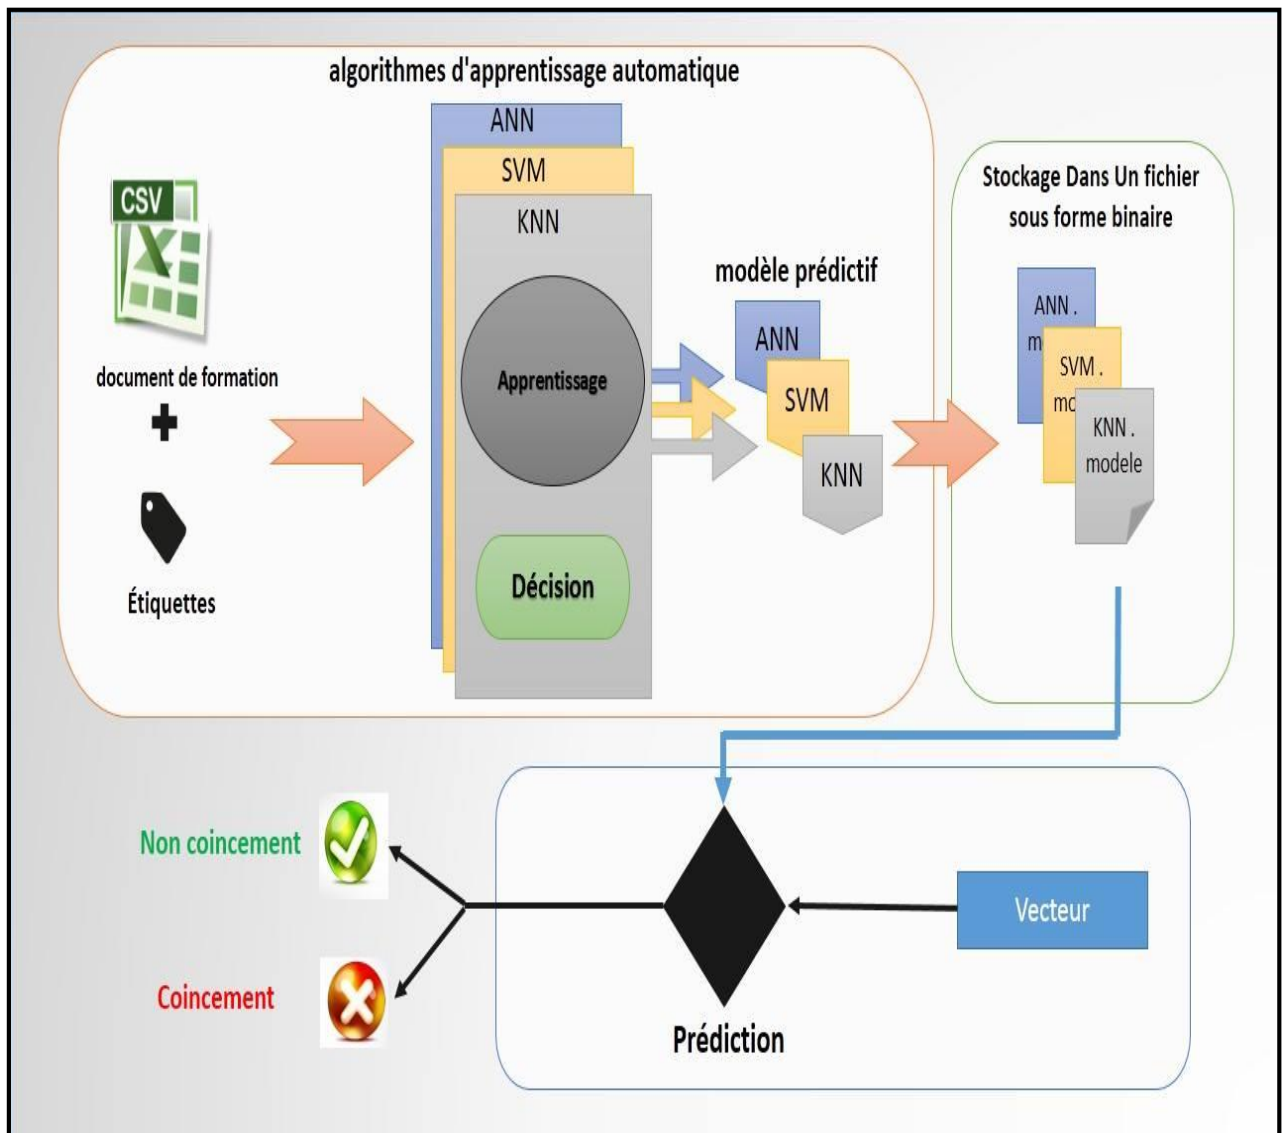 algorithmes d'apprentissage automatique
CSV
document de formation
Étiquettes
ANN
SVM
KNN
Apprentissage
Décision
modèle prédictif
ANN
SVM
KNN
Stockage Dans Un fichier
sous forme binaire
ANN .
SVM .
KNN .
modele
Non coincement
Coincement
Prédiction
Vecteur